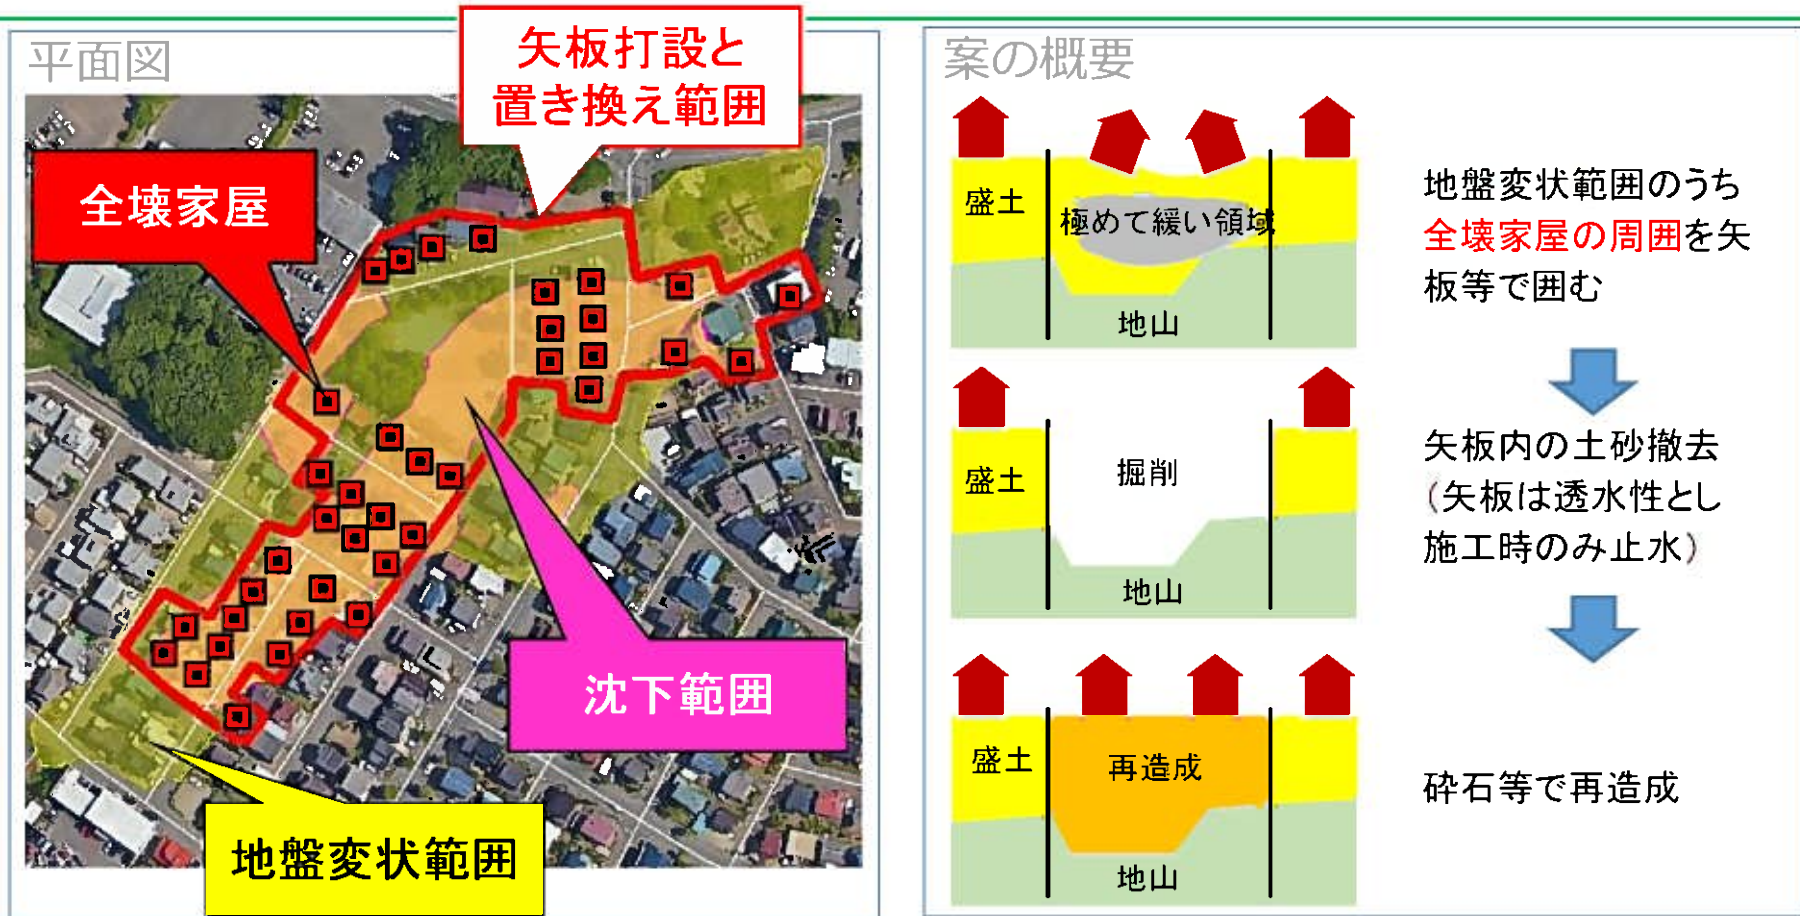 平面図
矢板打設と
置き換え範囲
全壊家屋
沈下範囲
地盤変状範囲
案の概要
盛土
極めて緩い領域
地山
地盤変状範囲のうち
全壊家屋の周囲を矢
板等で囲む
盛土
掘削
地山
矢板内の土砂撤去
（矢板は透水性とし
施工時のみ止水）
盛土
再造成
地山
砕石等で再造成